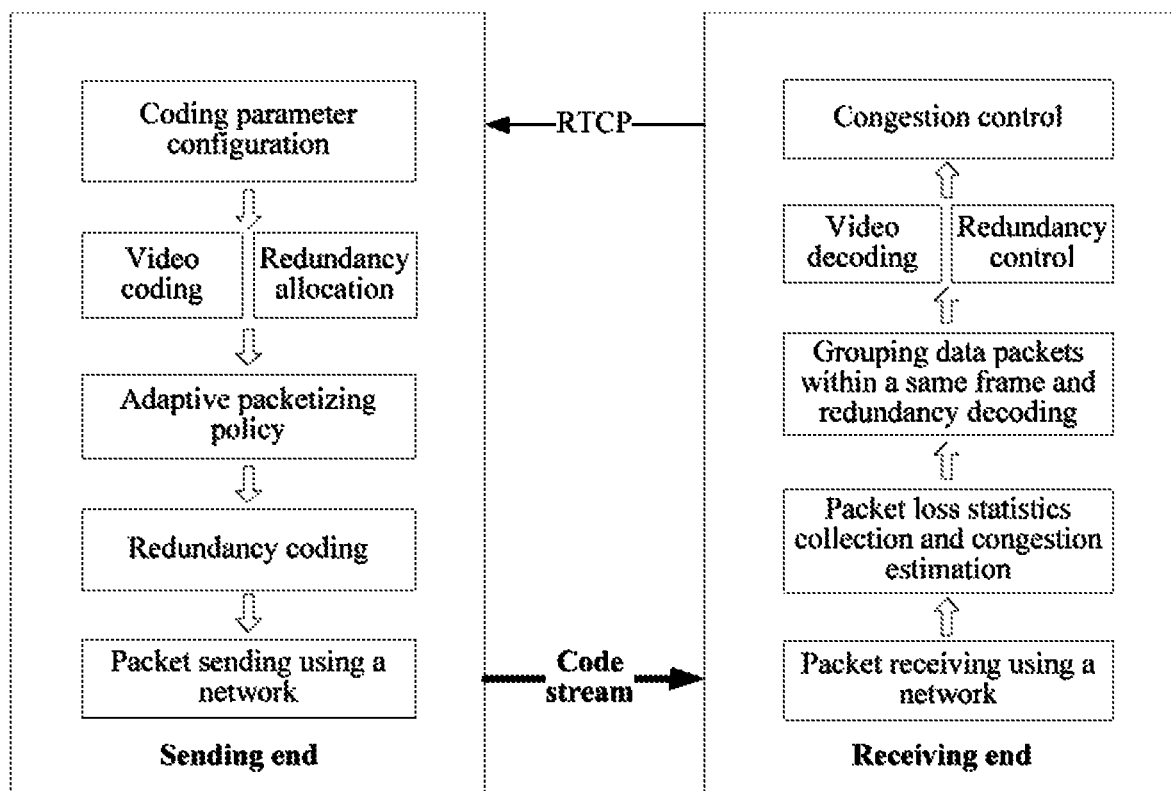 Coding parameter
configuration
Video
coding
Redundancy
allocation
Adaptive packetizing
policy
Redundancy coding
Packet sending using a
network
Sending end
RTCP
Code
stream
Congestion control
Video
decoding
Redundancy
control
Grouping data packets
within a same frame and
redundancy decoding
Packet loss statistics
collection and congestion
estimation
Packet receiving using a
network
Receiving end